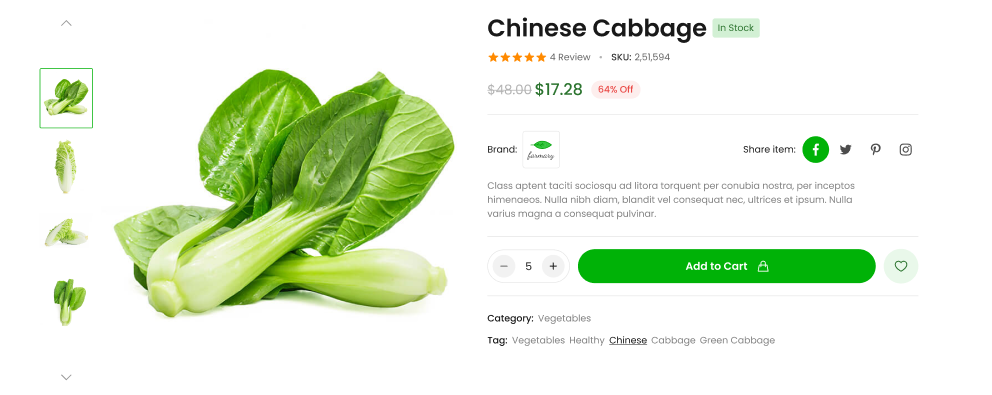 Chinese Cabbage In Stock
4 Review • SKU: 2,51,594
$48.00 $17.28 64% Off
Brand: farmary Share item:
Class aptent taciti sociosqu ad litora torquent per conubia nostra, per inceptos
himenaeos. Nulla nibh diam, blandit vel consequat nec, ultrices et ipsum. Nulla
varius magna a consequat pulvinar.
− 5 + Add to Cart
Category: Vegetables
Tag: Vegetables Healthy Chinese Cabbage Green Cabbage